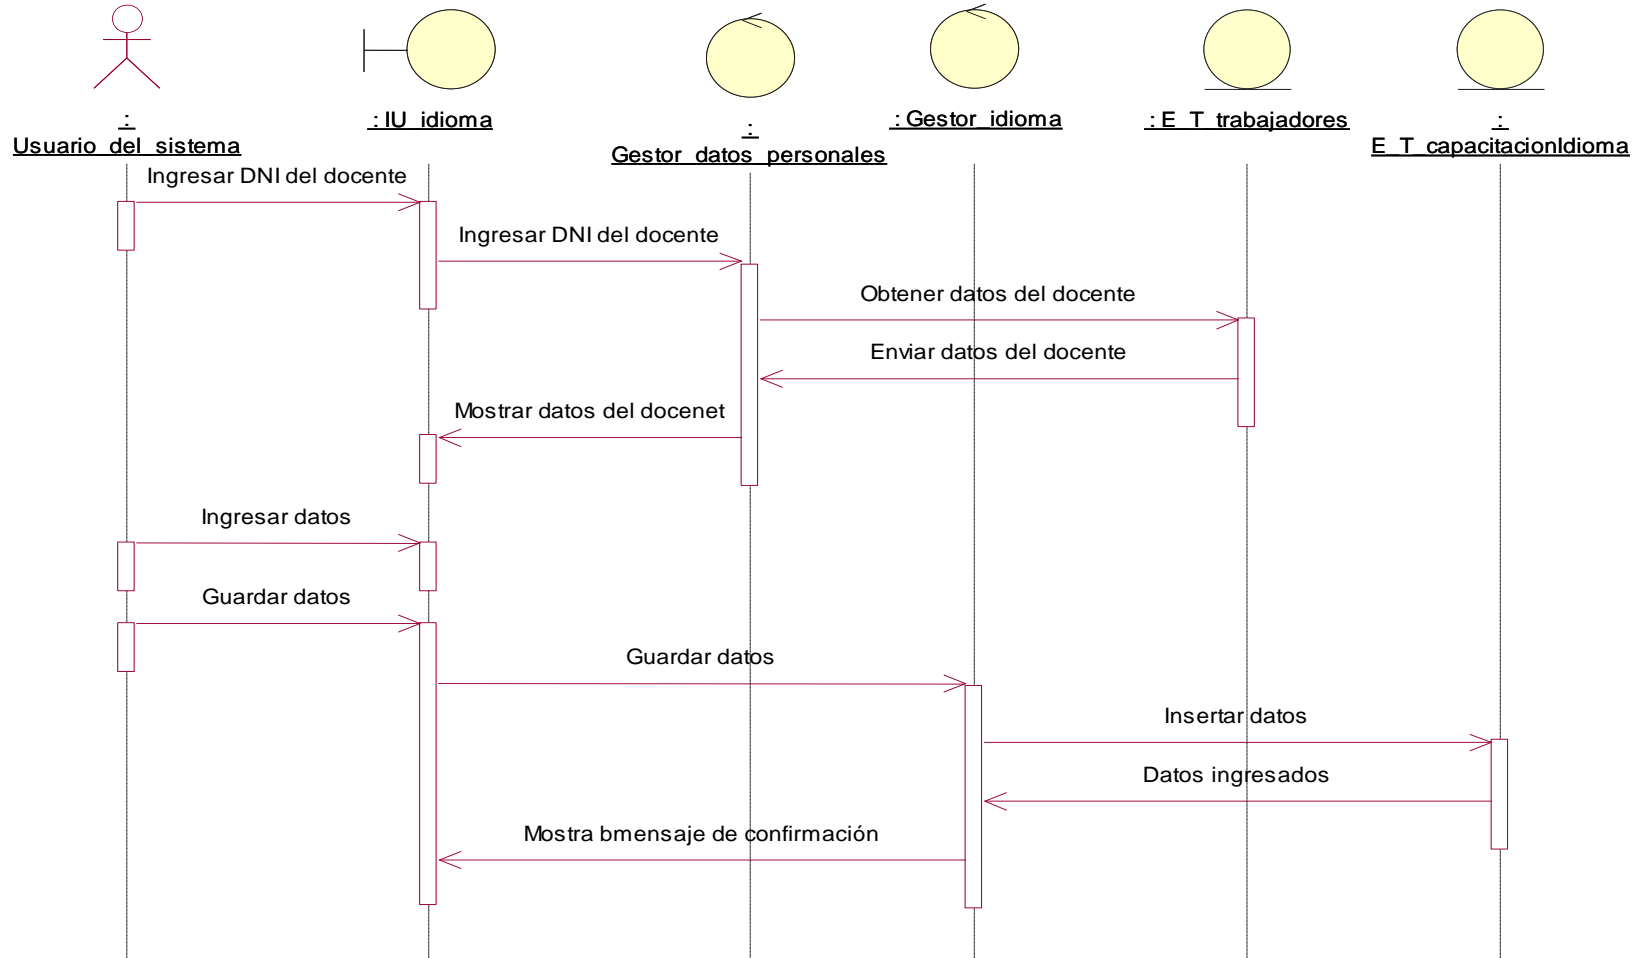 : IU_idioma
: Gestor_idioma
: E_T_trabajadores
:
Usuario_del_sistema
:
Gestor_datos_personales
:
E_T_capacitacionIdioma
Ingresar DNI del docente
Ingresar DNI del docente
Obtener datos del docente
Enviar datos del docente
Mostrar datos del docenet
Ingresar datos
Guardar datos
Guardar datos
Insertar datos
Datos ingresados
Mostra bmensaje de confirmación